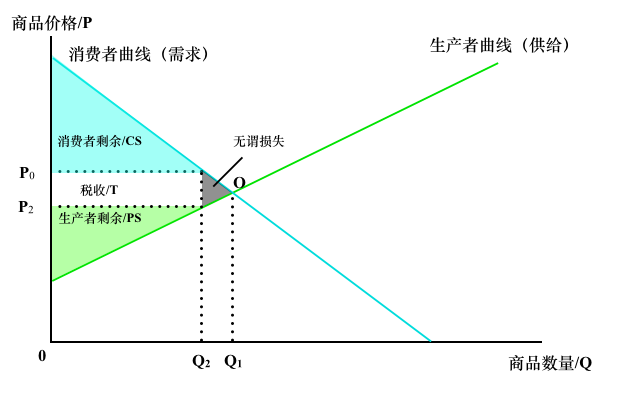 商品价格/P
消费者曲线（需求）
生产者曲线（供给）
消费者剩余/CS
无谓损失
P₀
税收/T
O
P₂
生产者剩余/PS
0
Q₂
Q₁
商品数量/Q